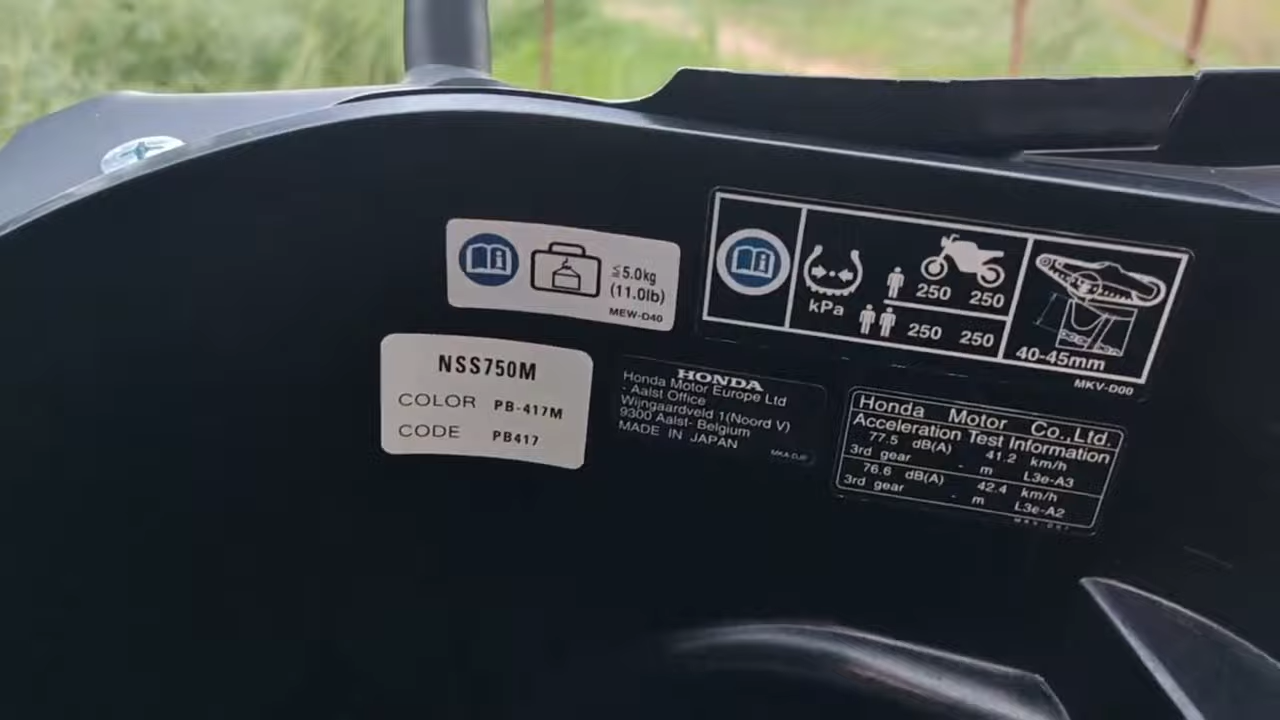 ≦5.0kg
(11.0lb)
MEW-D40
kPa
250 250
250 250
40-45mm
MKV-D00
NSS750M
COLOR PB-417M
CODE PB417
HONDA
Honda Motor Europe Ltd
- Aalst Office
Wijngaardveld 1(Noord V)
9300 Aalst- Belgium
MADE IN JAPAN
Honda Motor Co.,Ltd.
Acceleration Test Information
77.5 dB(A) 41.2 km/h
3rd gear - m L3e-A3
76.6 dB(A) 42.4 km/h
3rd gear - m L3e-A2